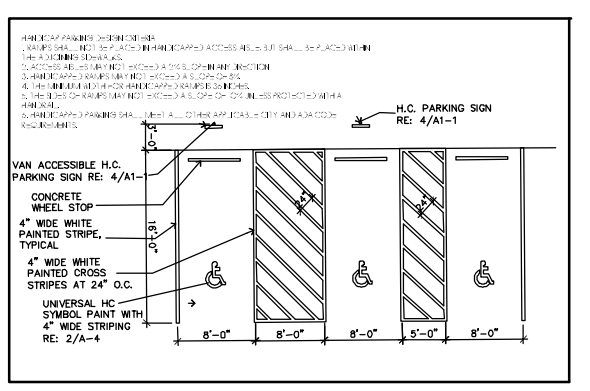 HANDICAP PARKING DESIGN CRITERIA
1. RAMPS SHALL NOT BE PLACED IN HANDICAPPED ACCESS AISLE, BUT SHALL BE PLACED WITHIN
THE ADJOINING SIDEWALKS.
2. ACCESS AISLES MAY NOT EXCEED A 2% SLOPE IN ANY DIRECTION.
3. HANDICAPPED RAMPS MAY NOT EXCEED A SLOPE OF 8%.
4. THE MINIMUM WIDTH FOR HANDICAPPED RAMPS IS 36 INCHES.
5. THE SIDES OF RAMPS MAY NOT EXCEED A SLOPE OF 10% UNLESS PROTECTED WITH A
HANDRAIL.
6. HANDICAPPED PARKING SHALL MEET ALL OTHER APPLICABLE CITY AND ADA CODE
REQUIREMENTS.
H.C. PARKING SIGN
RE: 4/A1-1
3'-0"
VAN ACCESSIBLE H.C.
PARKING SIGN RE: 4/A1-1
CONCRETE
WHEEL STOP
4" WIDE WHITE
PAINTED STRIPE,
TYPICAL
16'-0"
24"
24"
4" WIDE WHITE
PAINTED CROSS
STRIPES AT 24" O.C.
UNIVERSAL HC
SYMBOL PAINT WITH
4" WIDE STRIPING
RE: 2/A-4
8'-0" 8'-0" 8'-0" 5'-0" 8'-0"